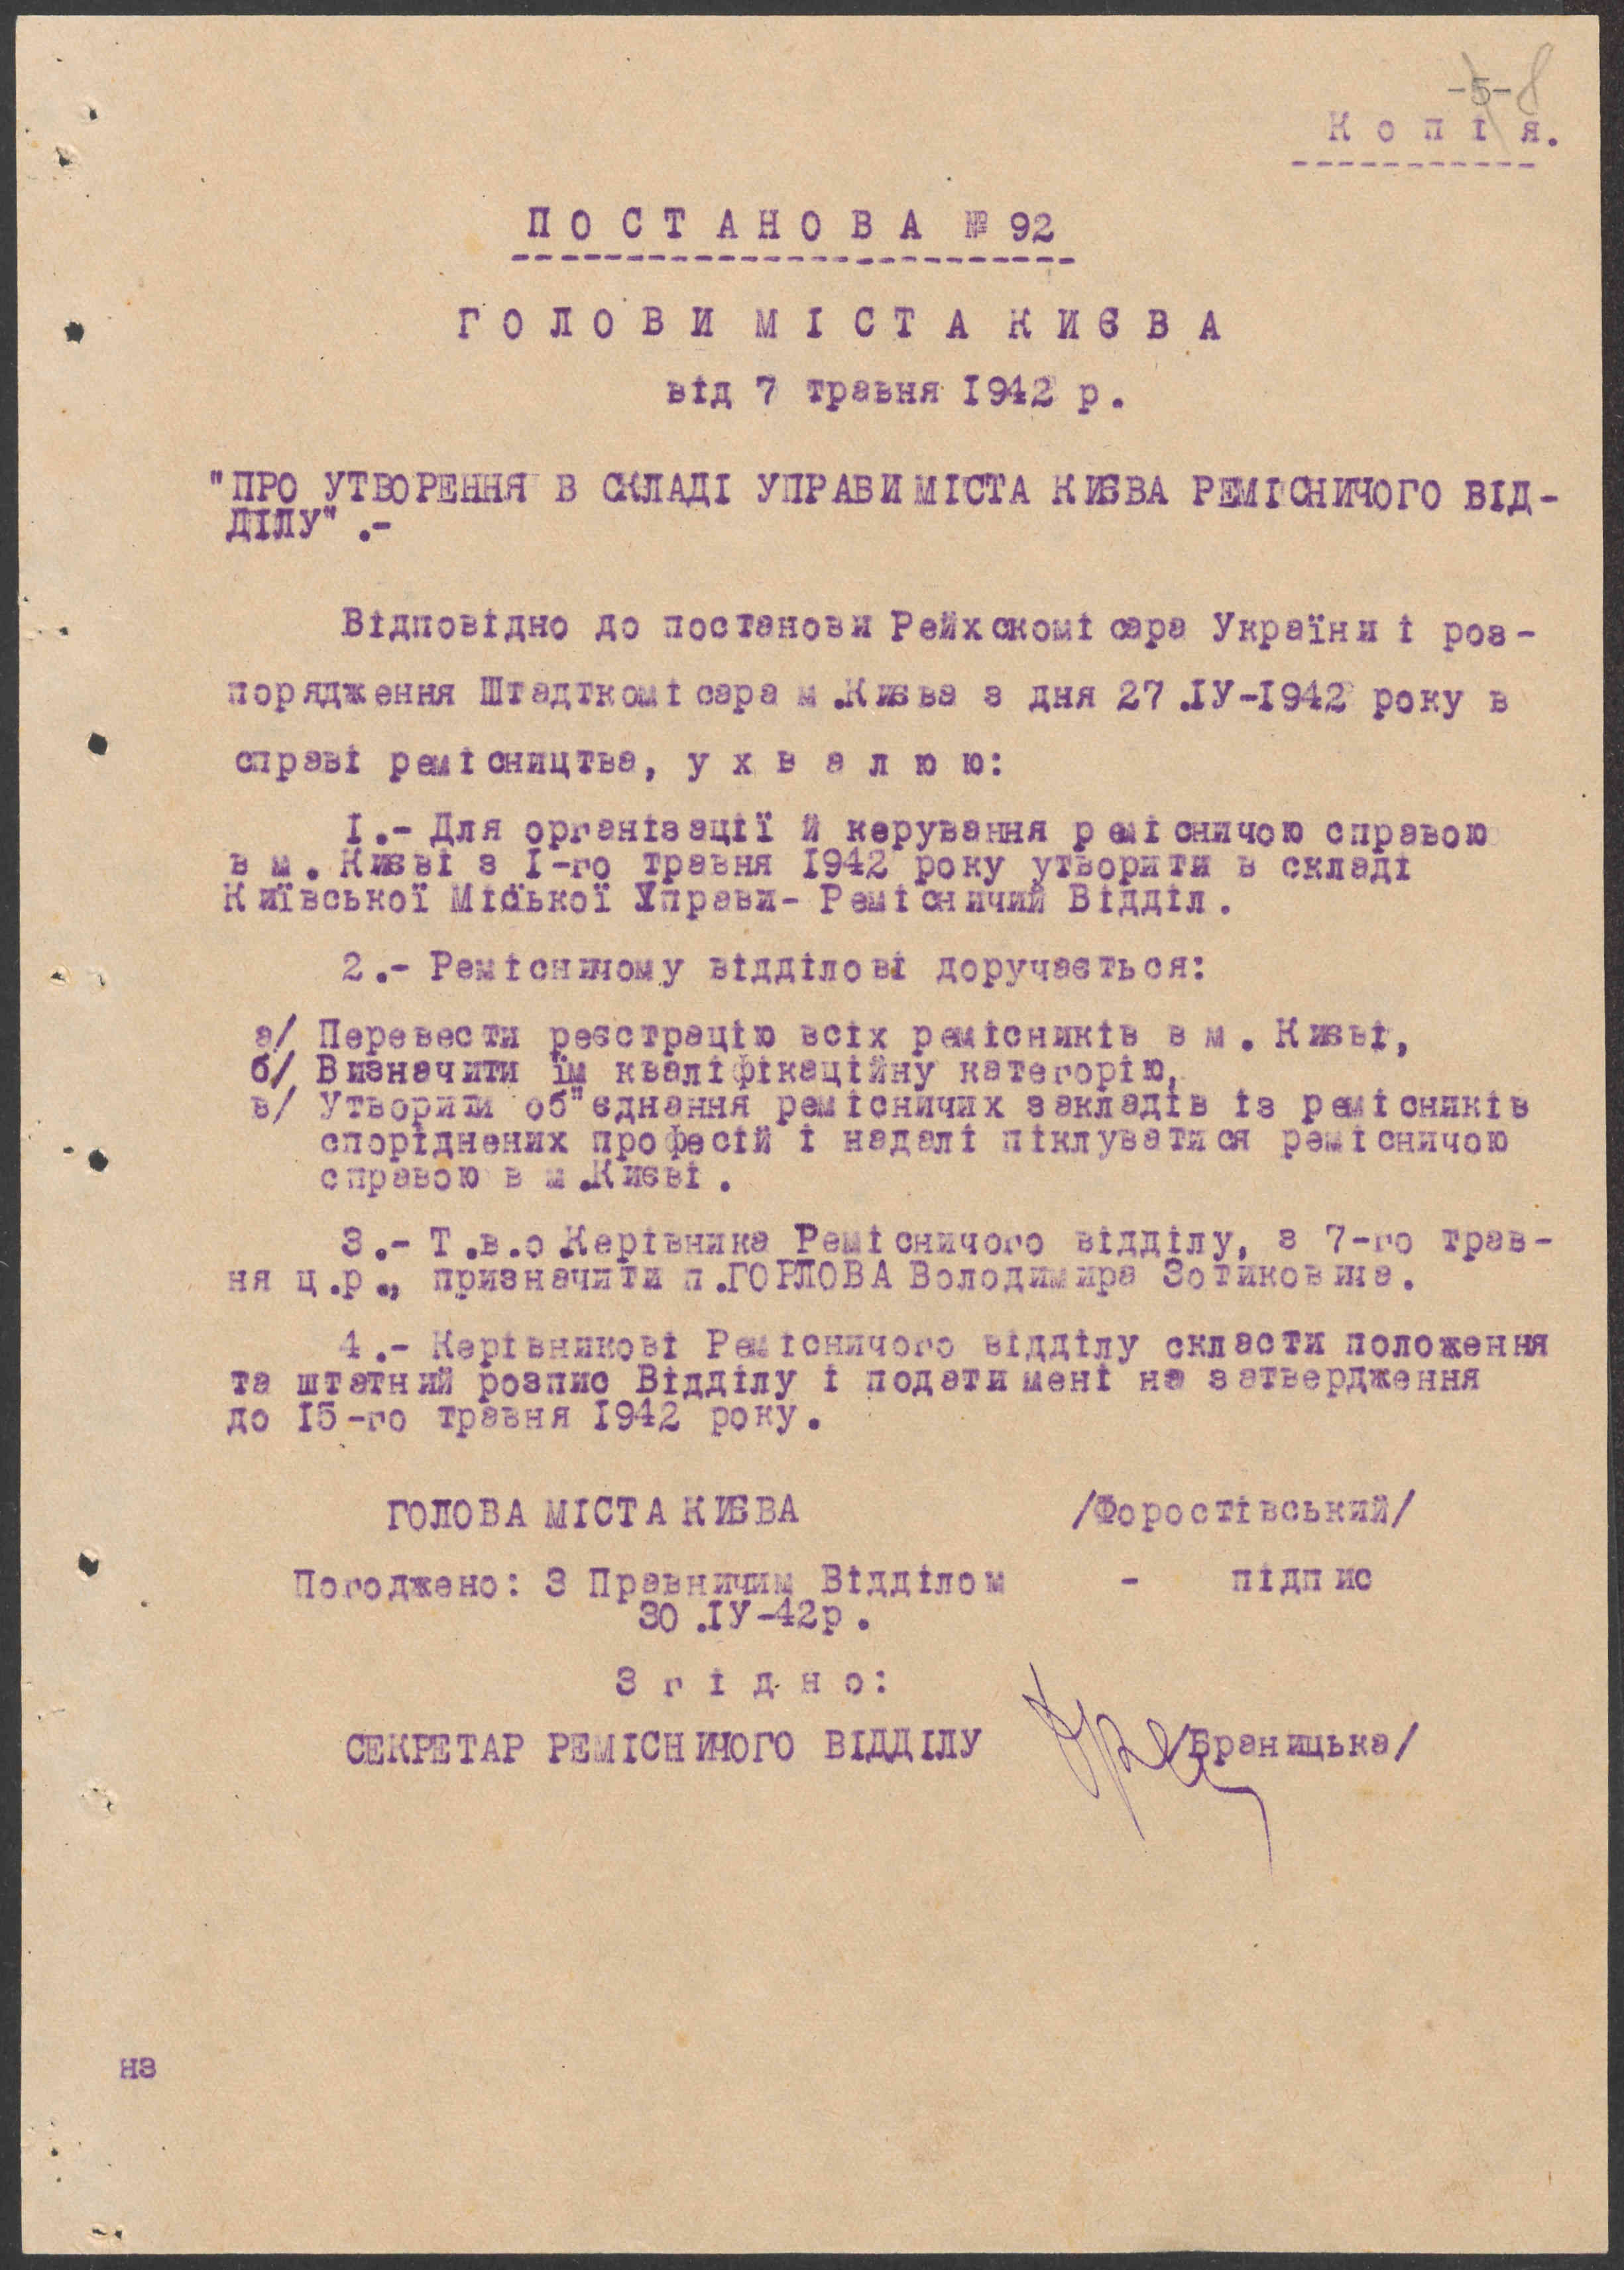 -5- 8
К о п і я.
П О С Т А Н О В А № 92
Г О Л О В И  М І С Т А  К И Є В А
від 7 травня 1942 р.
"ПРО УТВОРЕННЯ В СКЛАДІ УПРАВИ МІСТА КИЄВА РЕМІСНИЧОГО ВІД-
ДІЛУ".-
Відповідно до постанови Рейхскомісара України і роз-
порядження Штадткомісара м.Києва з дня 27.ІУ-1942 року в
справі ремісництва, у х в а л ю ю:
І.- Для організації й керування ремісничою справою
в м. Києві з І-го травня 1942 року утворити в складі
Київської Міської Управи- Ремісничий Відділ.
2.- Ремісничому відділові доручається:
а/ Перевести реєстрацію всіх ремісників в м. Києві,
б/ Визначити їм кваліфікаційну категорію,
в/ Утворити об"єднання ремісничих закладів із ремісників
споріднених професій і надалі піклуватися ремісничою
справою в м.Києві.
3.- Т.в.о Керівника Ремісничого відділу, з 7-го трав-
ня ц.р., призначити п.ГОРЛОВА Володимира Зотиковича.
4.- Керівникові Ремісничого відділу скласти положення
та штатний розпис Відділу і подати мені на затвердження
до І5-го травня 1942 року.
ГОЛОВА МІСТА КИЄВА /Форостівський/
Погоджено: З Правничим Відділом - підпис
30.ІУ-42р.
З г і д н о:
СЕКРЕТАР РЕМІСНИЧОГО ВІДДІЛУ /Браницька/
нз